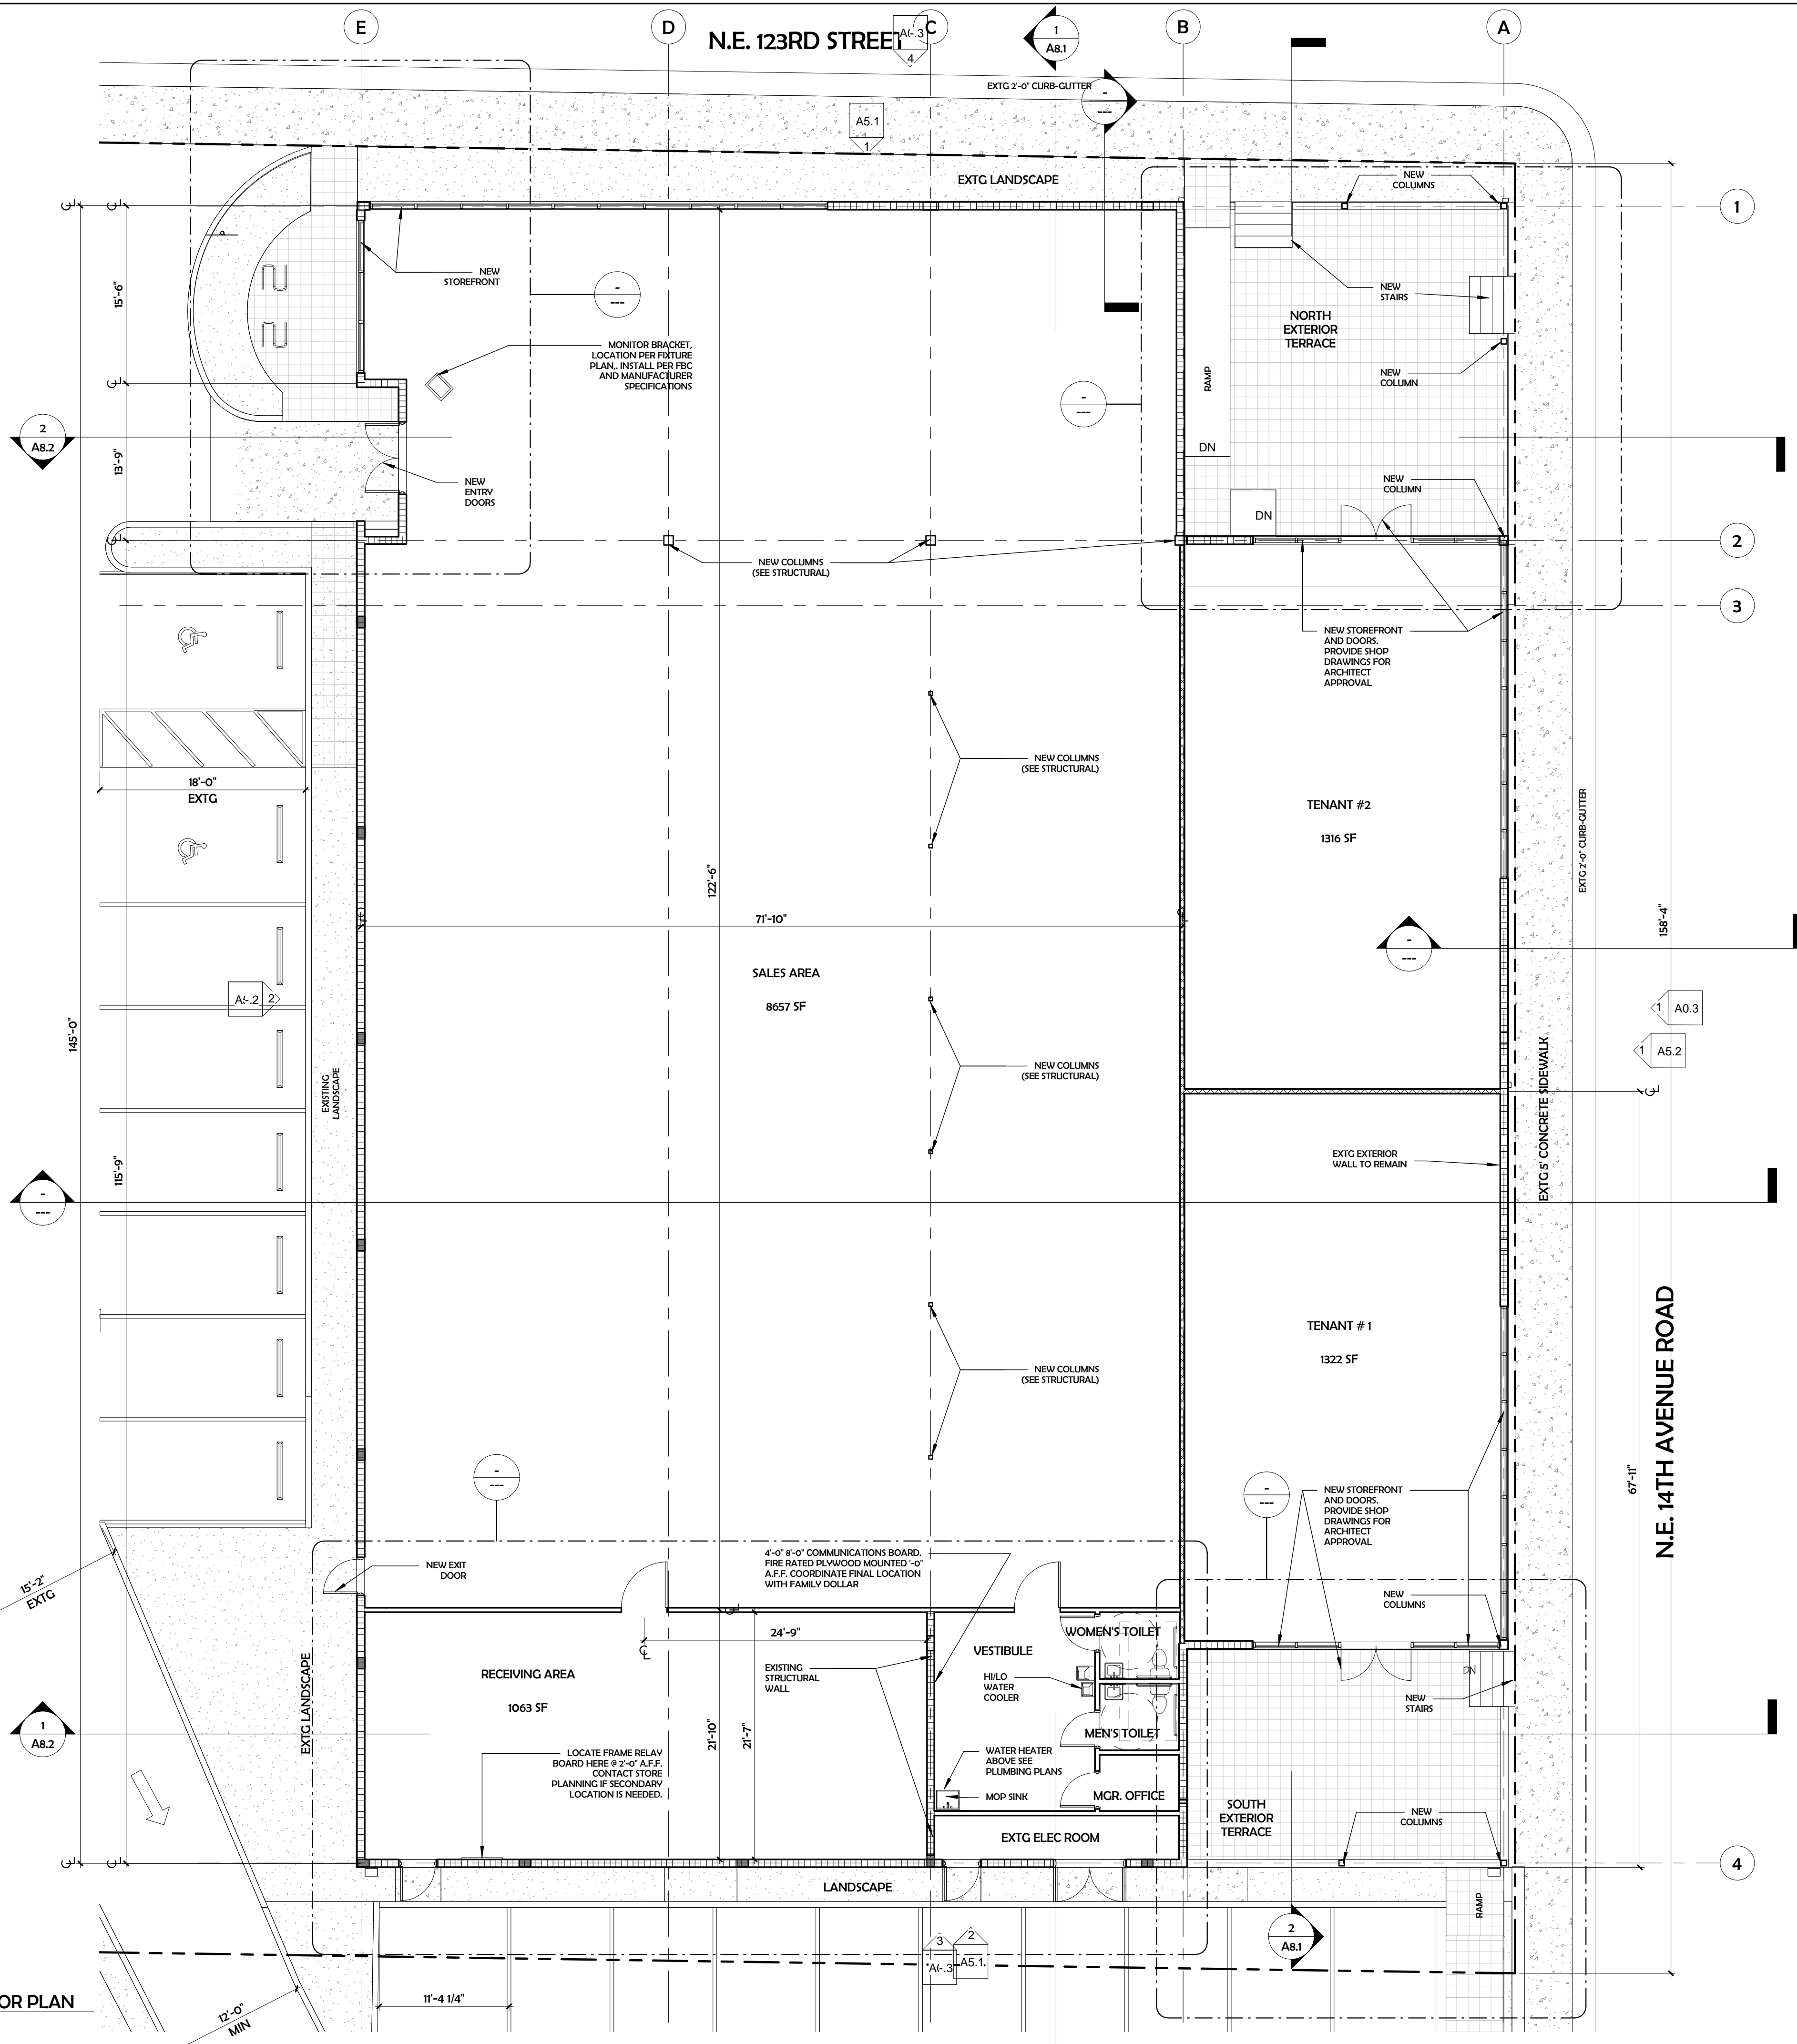 E
D
C
B
A
N.E. 123RD STREET
A(-.3
4
1
A8.1
EXTG 2'-0" CURB-GUTTER
-
---
A5.1
1
EXTG LANDSCAPE
NEW
COLUMNS
1
NEW
STOREFRONT
-
---
NEW
STAIRS
15'-6"
NORTH
EXTERIOR
TERRACE
MONITOR BRACKET,
LOCATION PER FIXTURE
PLAN,. INSTALL PER FBC
AND MANUFACTURER
SPECIFICATIONS
RAMP
NEW
COLUMN
-
---
2
A8.2
13'-9"
DN
NEW
ENTRY
DOORS
NEW
COLUMN
DN
2
NEW COLUMNS
(SEE STRUCTURAL)
3
NEW STOREFRONT
AND DOORS.
PROVIDE SHOP
DRAWINGS FOR
ARCHITECT
APPROVAL
NEW COLUMNS
(SEE STRUCTURAL)
18'-0"
EXTG
TENANT #2
1316 SF
EXTG 2'-0" CURB-GUTTER
122'-6"
71'-10"
158'-4"
-
---
SALES AREA
8657 SF
2
1
A0.3
1
A5.2
145'-0"
EXISTING
LANDSCAPE
NEW COLUMNS
(SEE STRUCTURAL)
EXTG 5' CONCRETE SIDEWALK
115'-9"
EXTG EXTERIOR
WALL TO REMAIN
-
---
TENANT # 1
1322 SF
NEW COLUMNS
(SEE STRUCTURAL)
N.E. 14TH AVENUE ROAD
67'-11"
-
---
-
---
NEW STOREFRONT
AND DOORS.
PROVIDE SHOP
DRAWINGS FOR
ARCHITECT
APPROVAL
15'-2"
EXTG
NEW EXIT
DOOR
4'-0" 8'-0" COMMUNICATIONS BOARD.
FIRE RATED PLYWOOD MOUNTED '-0"
A.F.F. COORDINATE FINAL LOCATION
WITH FAMILY DOLLAR
NEW
COLUMNS
24'-9"
WOMEN'S TOILET
VESTIBULE
RECEIVING AREA
1063 SF
EXISTING
STRUCTURAL
WALL
HI/LO
WATER
COOLER
DN
NEW
STAIRS
EXTG LANDSCAPE
1
A8.2
21'-10"
21'-7"
MEN'S TOILET
LOCATE FRAME RELAY
BOARD HERE @ 2'-0" A.F.F.
CONTACT STORE
PLANNING IF SECONDARY
LOCATION IS NEEDED.
WATER HEATER
ABOVE SEE
PLUMBING PLANS
MOP SINK
MGR. OFFICE
SOUTH
EXTERIOR
TERRACE
NEW
COLUMNS
EXTG ELEC ROOM
4
LANDSCAPE
RAMP
3
2
A5.1.
2
A8.1
OR PLAN
11'-4 1/4"
12'-0"
MIN